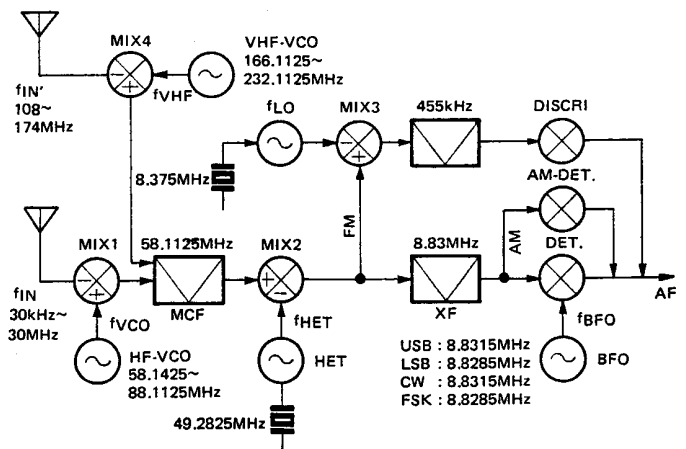 MIX4
VHF-VCO
166.1125~
232.1125MHz
fVHF
fIN'
108~
174MHz
fLO
MIX3
455kHz
DISCRI
8.375MHz
AM-DET.
FM
AM
MIX1
58.1125MHz
MIX2
8.83MHz
DET.
fIN
30kHz~
30MHz
fVCO
MCF
fHET
XF
fBFO
AF
HF-VCO
58.1425~
88.1125MHz
HET
USB : 8.8315MHz
LSB : 8.8285MHz
CW : 8.8315MHz
FSK : 8.8285MHz
BFO
49.2825MHz